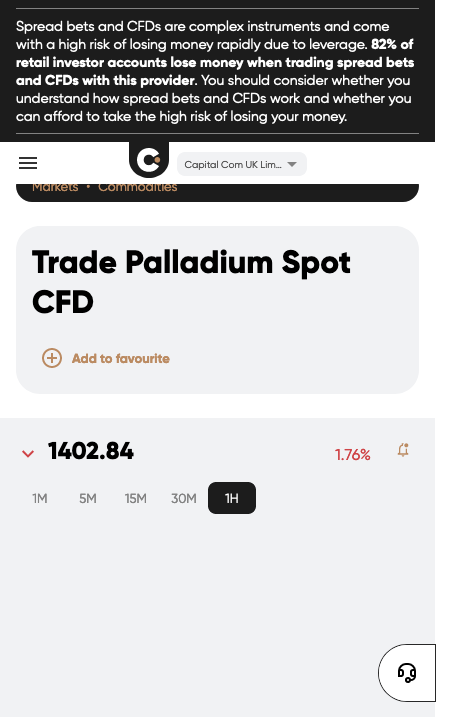 Spread bets and CFDs are complex instruments and come
with a high risk of losing money rapidly due to leverage. 82% of
retail investor accounts lose money when trading spread bets
and CFDs with this provider. You should consider whether you
understand how spread bets and CFDs work and whether you
can afford to take the high risk of losing your money.
Capital Com UK Lim...
Markets • Commodities
Trade Palladium Spot
CFD
Add to favourite
1402.84
1.76%
1M 5M 15M 30M 1H